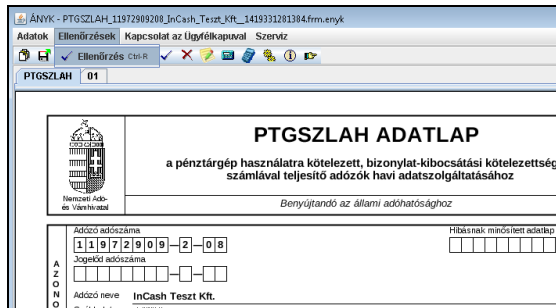 ÁNYK - PTGSZLAH_11972909208_InCash_Teszt_Kft__1419331281384.frm.enyk
Adatok Ellenőrzések Kapcsolat az Ügyfélkapuval Szerviz
Ellenőrzés Ctrl-R
PTGSZLAH 01
PTGSZLAH ADATLAP
a pénztárgép használatra kötelezett, bizonylat-kibocsátási kötelezettség
számlával teljesítő adózók havi adatszolgáltatásához
Nemzeti Adó-
és Vámhivatal
Benyújtandó az állami adóhatósághoz
Adózó adószáma
Hibásnak minősített adatlap
1 1 9 7 2 9 0 9 – 2 – 0 8
Jogelőd adószáma
A
Z
O
N
O
Adózó neve InCash Teszt Kft.